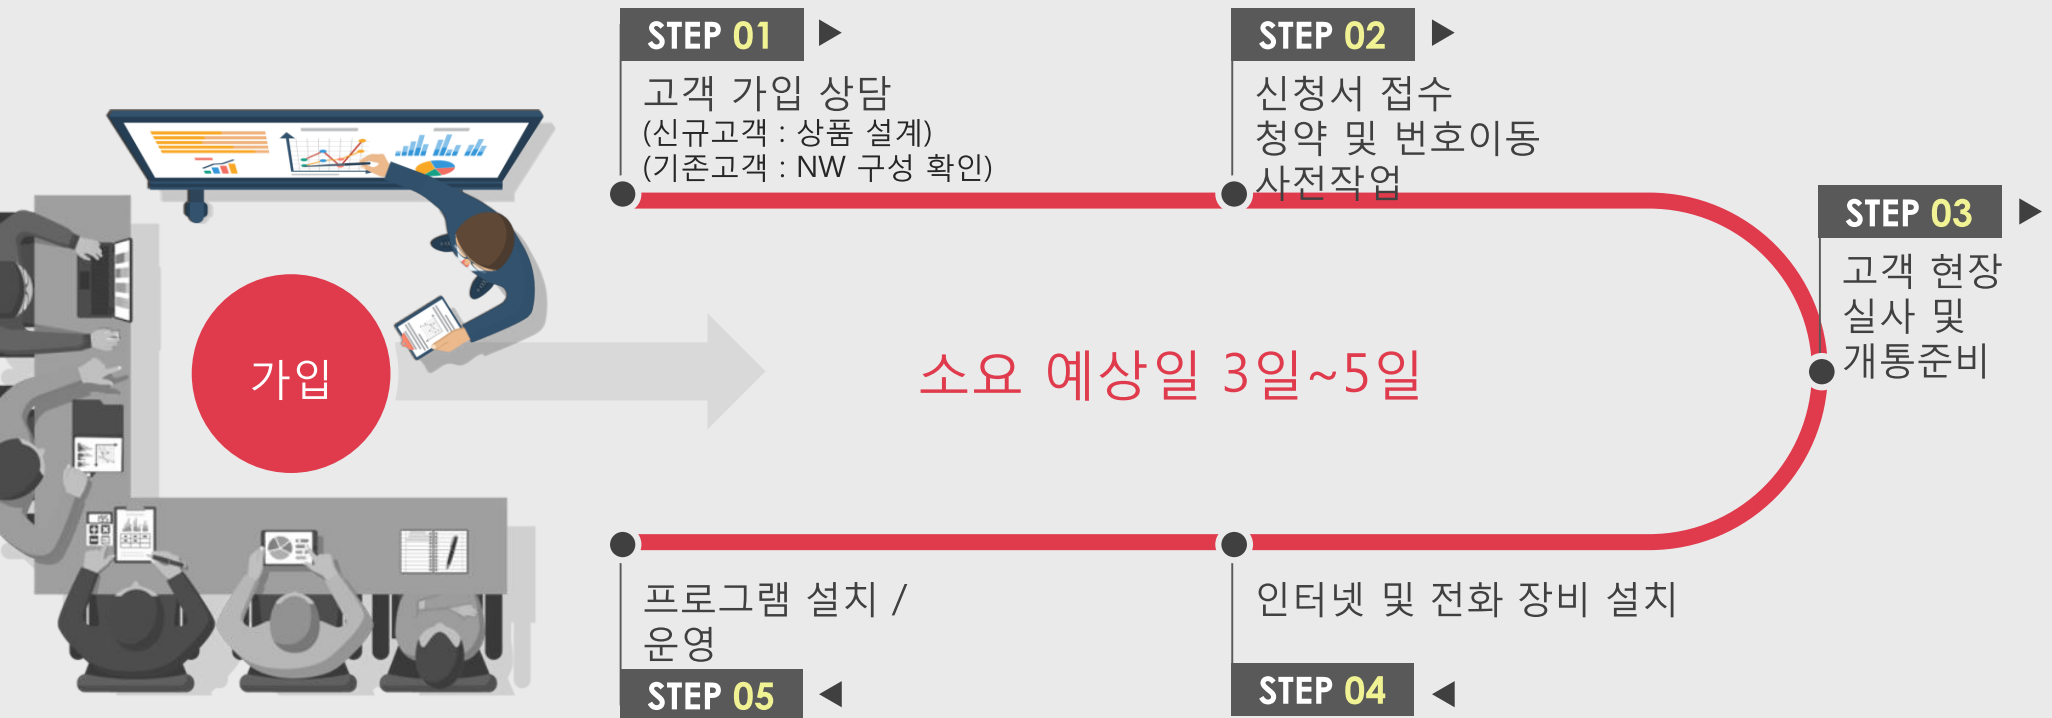 STEP 01
고객 가입 상담
(신규고객 : 상품 설계)
(기존고객 : NW 구성 확인)
STEP 02
신청서 접수
청약 및 번호이동
사전작업
STEP 03
고객 현장
실사 및
개통준비
가입
소요 예상일 3일~5일
인터넷 및 전화 장비 설치
STEP 04
프로그램 설치 /
운영
STEP 05